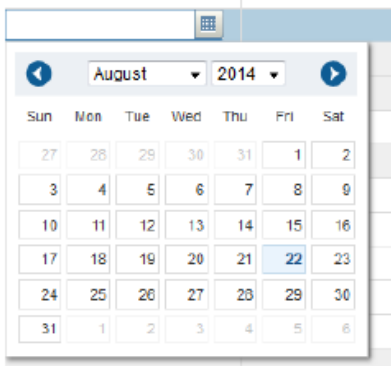 August 2014
Sun Mon Tue Wed Thu Fri Sat
27 28 29 30 31 1 2
3 4 5 6 7 8 9
10 11 12 13 14 15 16
17 18 19 20 21 22 23
24 25 26 27 28 29 30
31 1 2 3 4 5 6